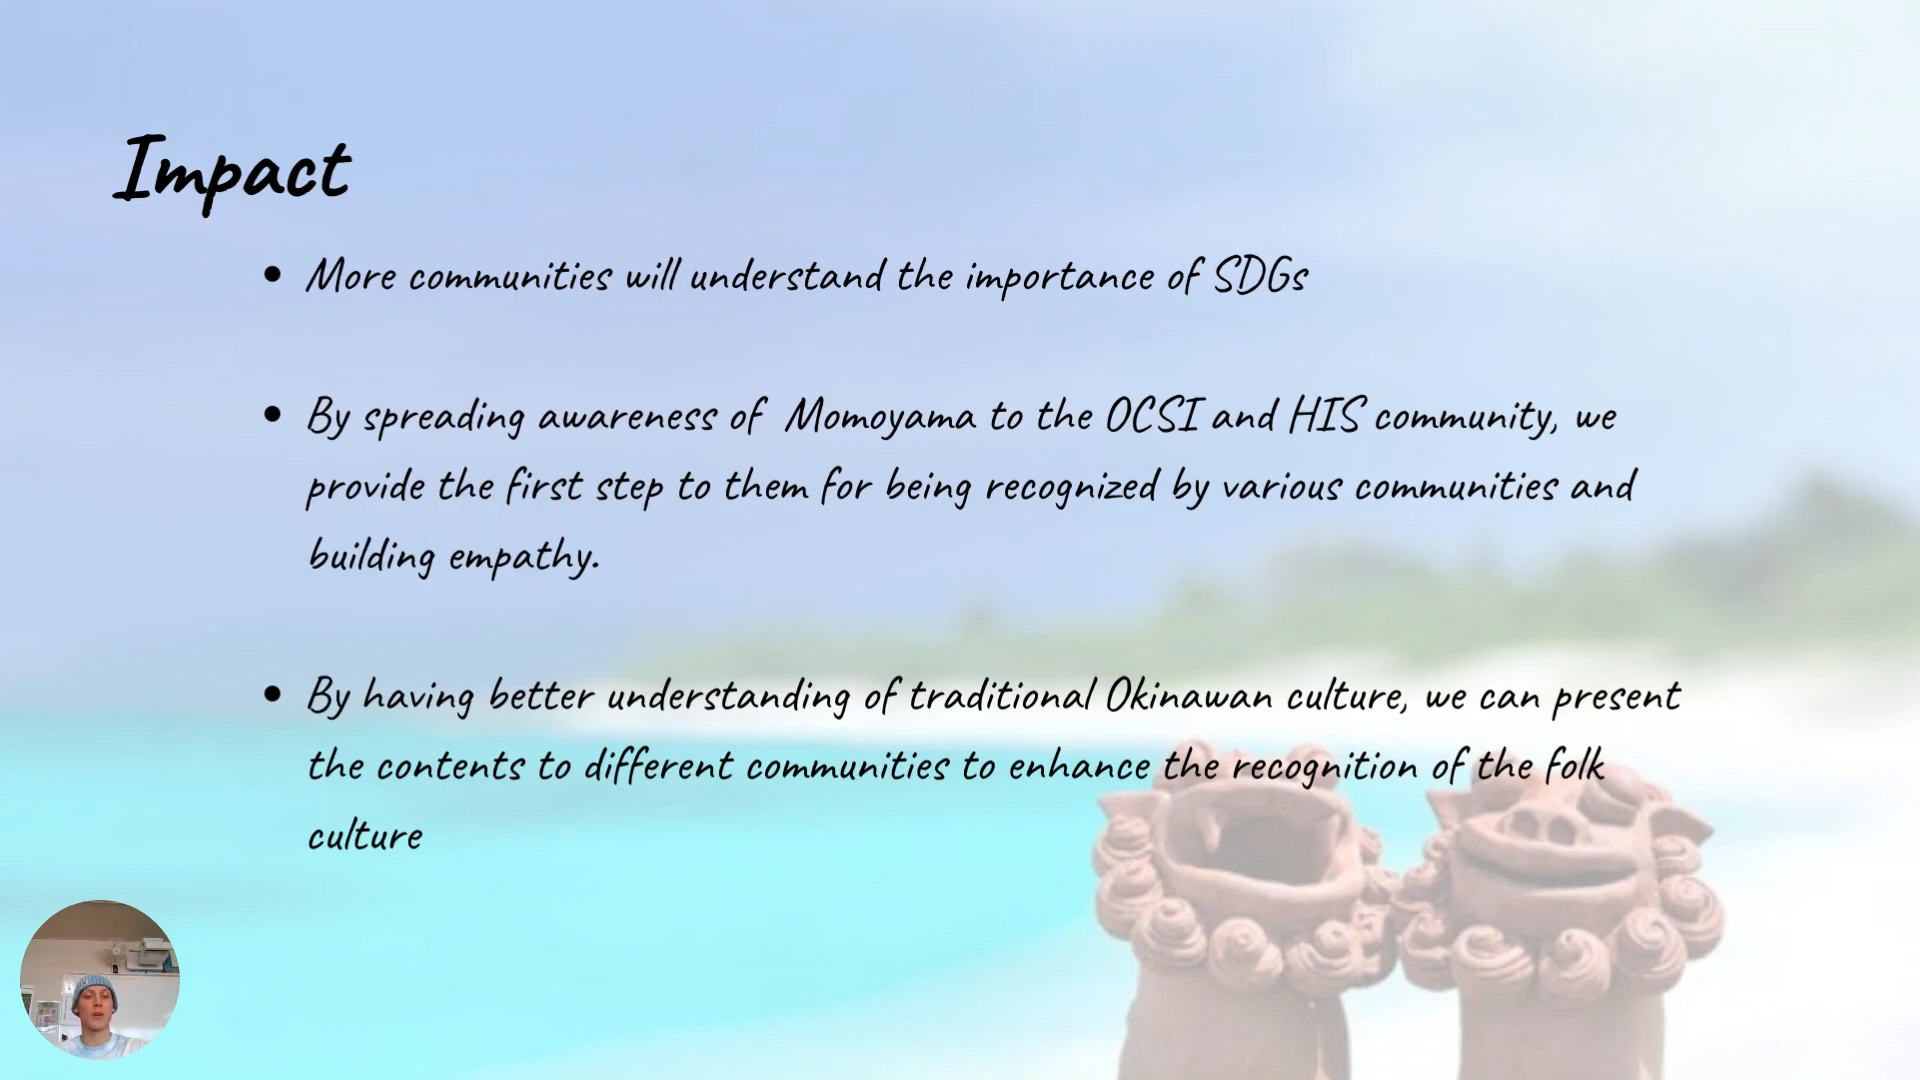 Impact
More communities will understand the importance of SDGs
By spreading awareness of Momoyama to the OCSI and HIS community, we
provide the first step to them for being recognized by various communities and
building empathy.
By having better understanding of traditional Okinawan culture, we can present
the contents to different communities to enhance the recognition of the folk
culture